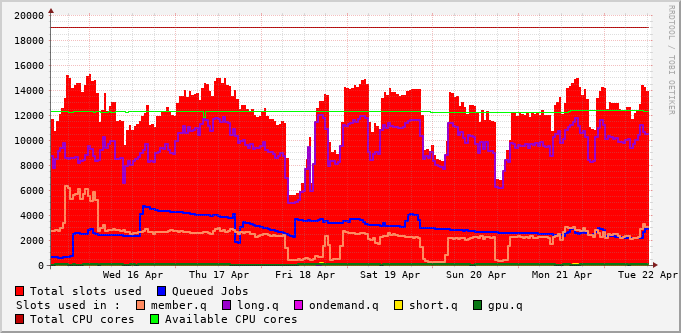 RRDTOOL / TOBI OETIKER
20000
18000
16000
14000
12000
10000
8000
6000
4000
2000
0
Wed 16 Apr Thu 17 Apr Fri 18 Apr Sat 19 Apr Sun 20 Apr Mon 21 Apr Tue 22 Apr
Total slots used Queued Jobs
Slots used in : member.q long.q ondemand.q short.q gpu.q
Total CPU cores Available CPU cores